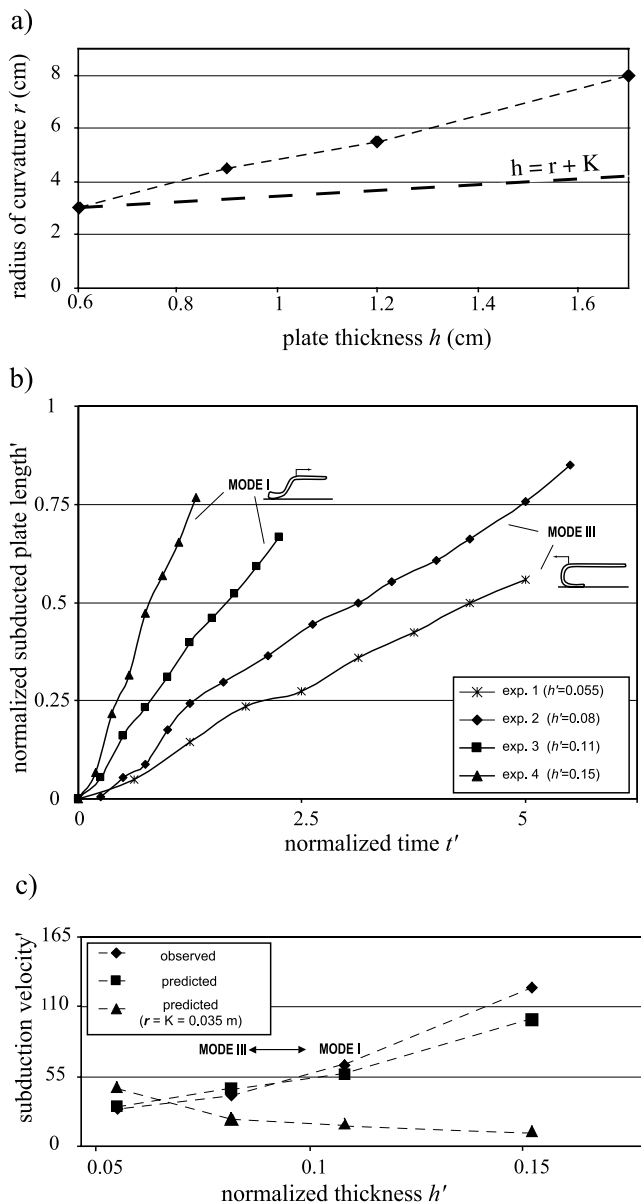 a)
radius of curvature r (cm)
8
6
4
2
0
h = r + K
0.6
0.8
1
1.2
1.4
1.6
plate thickness h (cm)
b)
normalized subducted plate length'
1
0.75
0.5
0.25
0
MODE I
MODE III
exp. 1 (h'=0.055)
exp. 2 (h'=0.08)
exp. 3 (h'=0.11)
exp. 4 (h'=0.15)
0
2.5
5
normalized time t'
c)
subduction velocity'
165
110
55
0
observed
predicted
predicted
(r = K = 0.035 m)
MODE III
MODE I
0.05
0.1
0.15
normalized thickness h'